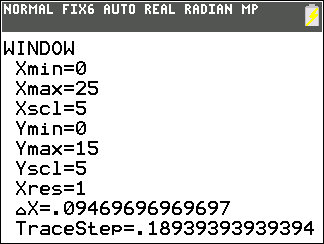 NORMAL FIX6 AUTO REAL RADIAN MP
WINDOW
Xmin=0
Xmax=25
Xscl=5
Ymin=0
Ymax=15
Yscl=5
Xres=1
△X=.09469696969697
TraceStep=.18939393939394